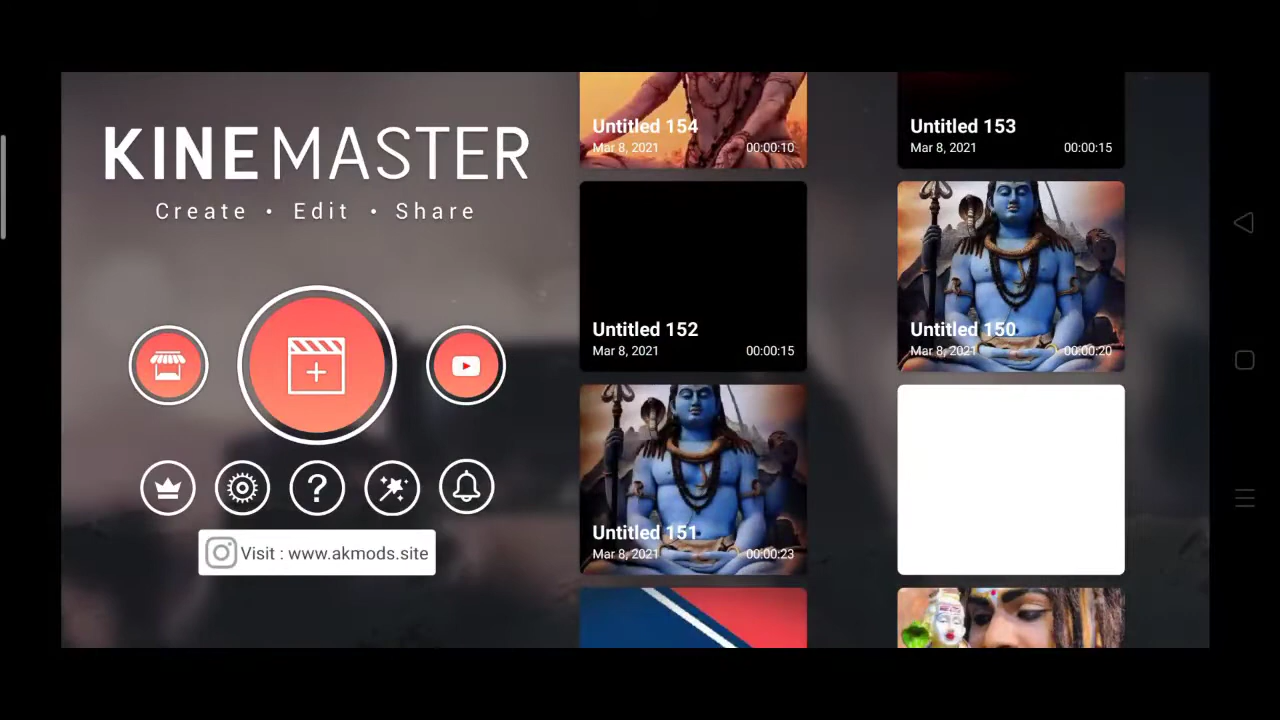 KINEMASTER
Create • Edit • Share
?
Visit : www.akmods.site
Untitled 154
Mar 8, 2021 00:00:10
Untitled 153
Mar 8, 2021 00:00:15
Untitled 152
Mar 8, 2021 00:00:15
Untitled 150
Mar 8, 2021 00:00:20
Untitled 151
Mar 8, 2021 00:00:23